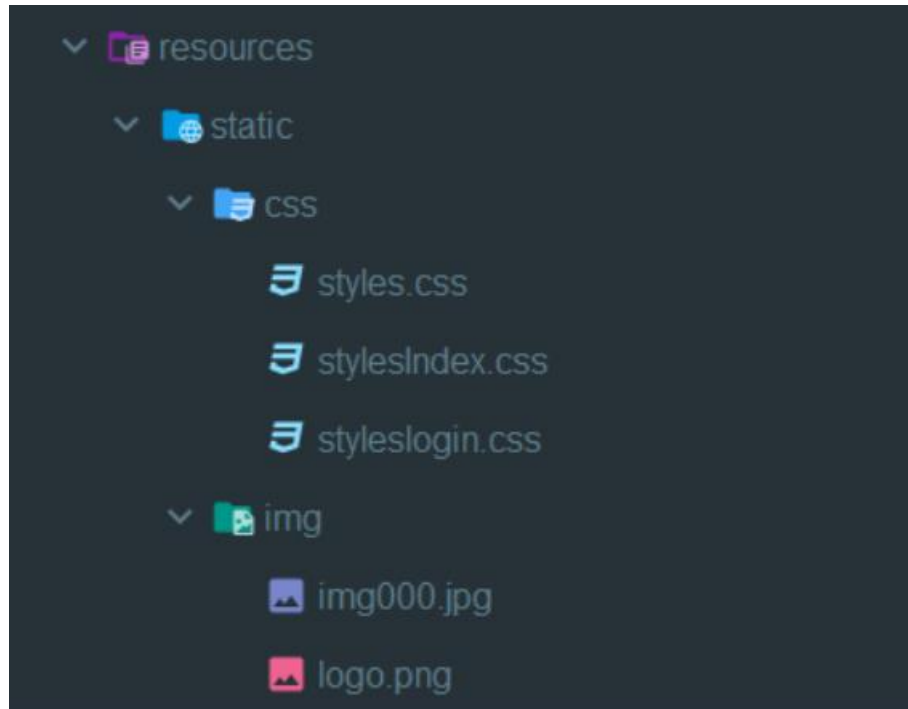 resources
static
css
styles.css
stylesIndex.css
styleslogin.css
img
img000.jpg
logo.png